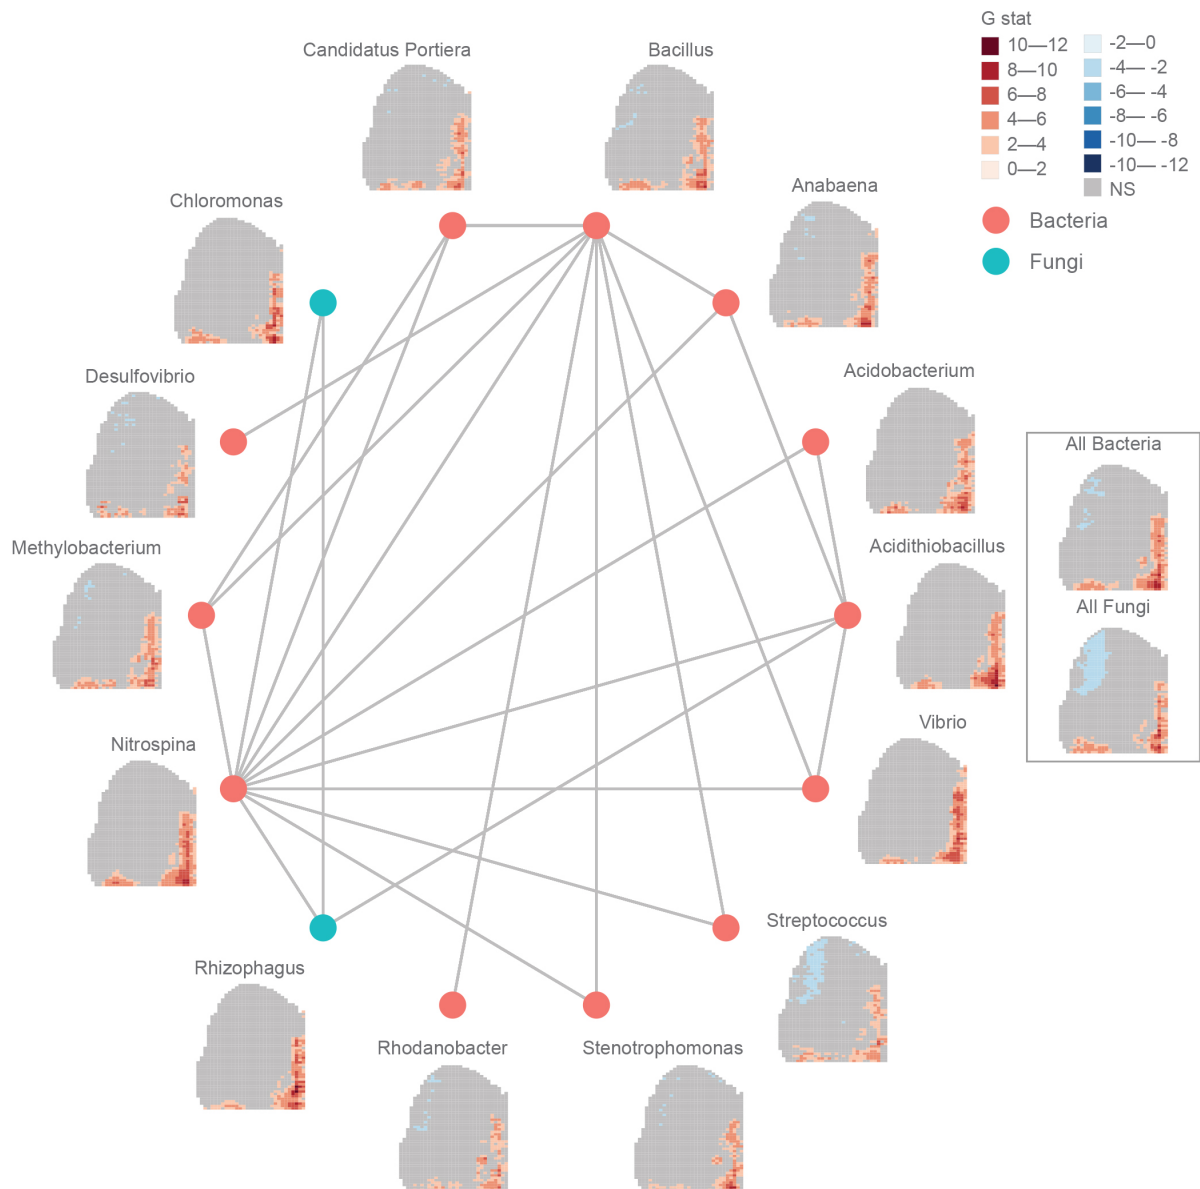 G stat
10—12
8—10
6—8
4—6
2—4
0—2
-2—0
-4— -2
-6— -4
-8— -6
-10— -8
-10— -12
NS
Bacteria
Fungi
Candidatus Portiera
Bacillus
Anabaena
Chloromonas
Desulfovibrio
Acidobacterium
All Bacteria
Methylobacterium
Acidithiobacillus
All Fungi
Nitrospina
Vibrio
Streptococcus
Rhizophagus
Rhodanobacter
Stenotrophomonas